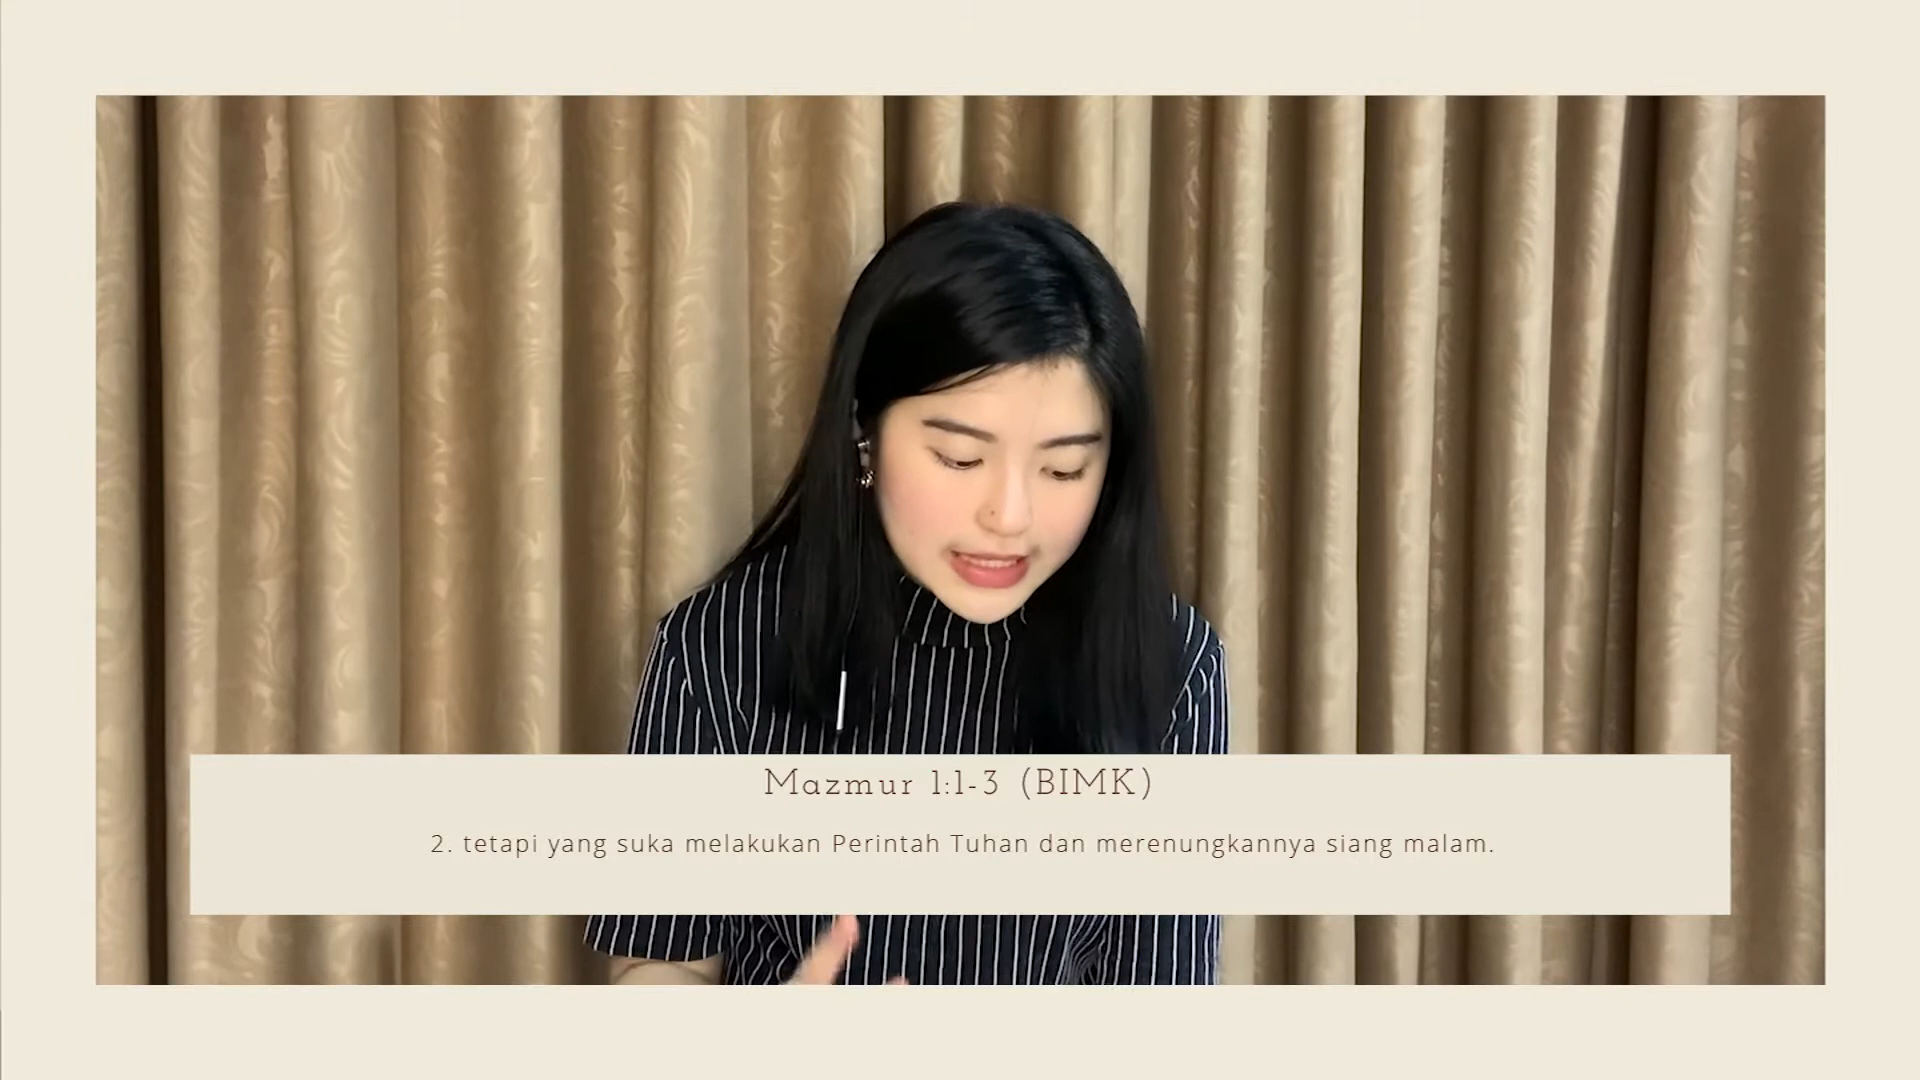 Mazmur 1:1-3 (BIMK)
2. tetapi yang suka melakukan Perintah Tuhan dan merenungkannya siang malam.